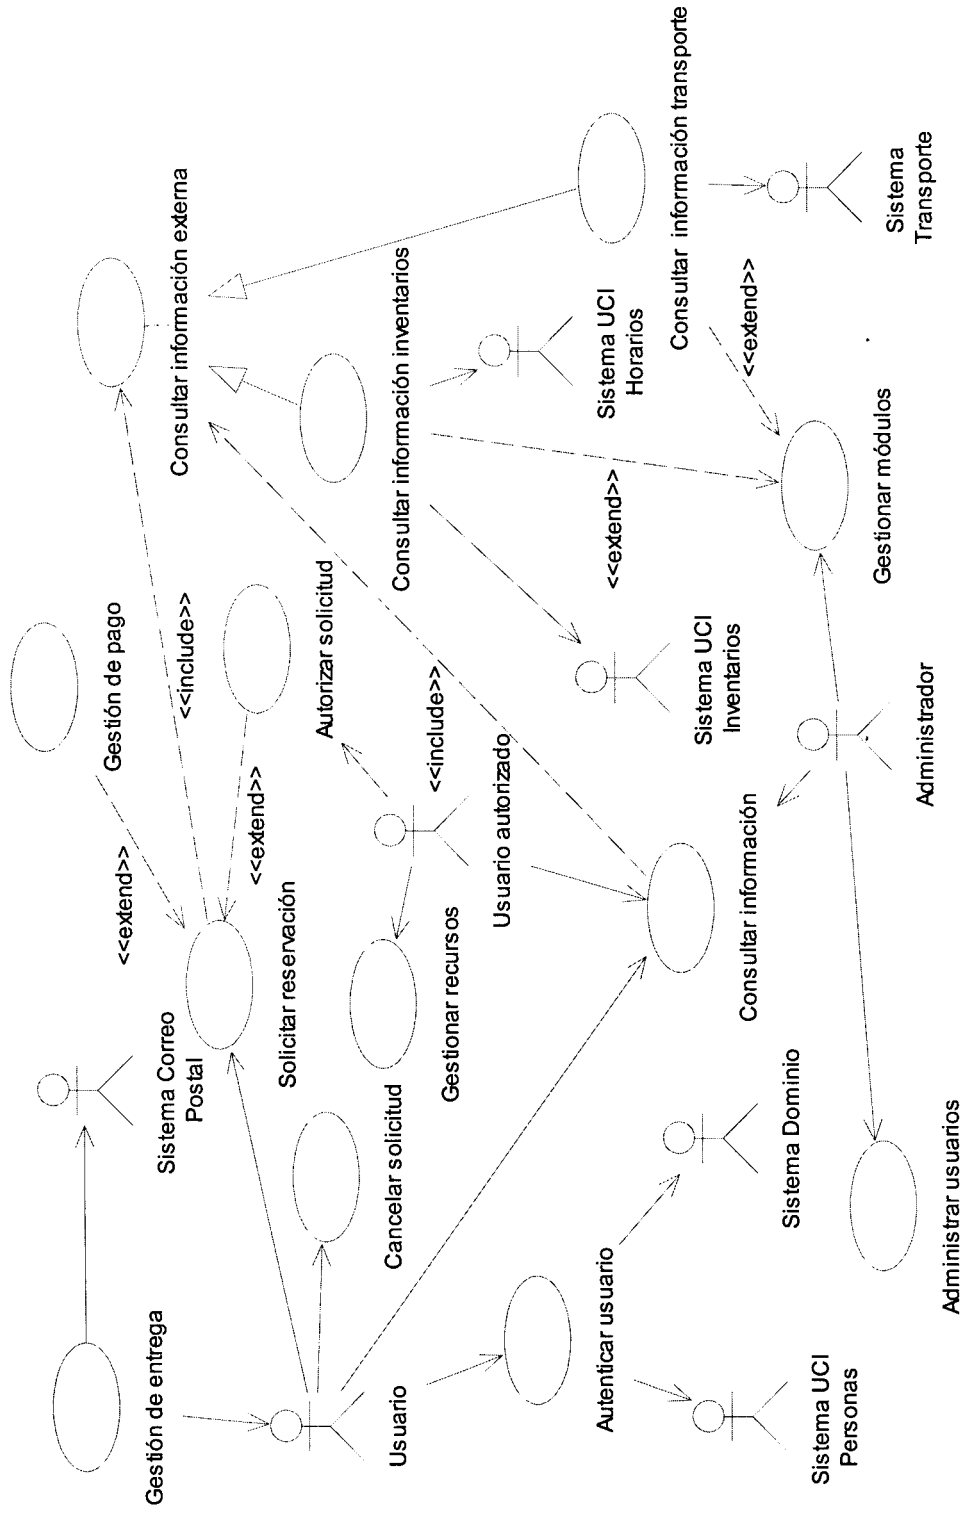 Gestión de entrega
Sistema Correo
Postal
Gestión de pago
<<extend>>
<<include>>
Consultar información externa
Usuario
Cancelar solicitud
Solicitar reservación
<<extend>>
Autorizar solicitud
Gestionar recursos
Usuario autorizado
<<include>>
Consultar información inventarios
Sistema UCI
Horarios
<<extend>>
Sistema UCI
Inventarios
Consultar información transporte
<<extend>>
Sistema
Transporte
Autenticar usuario
Sistema Dominio
Sistema UCI
Personas
Consultar información
Gestionar módulos
Administrador
Administrar usuarios